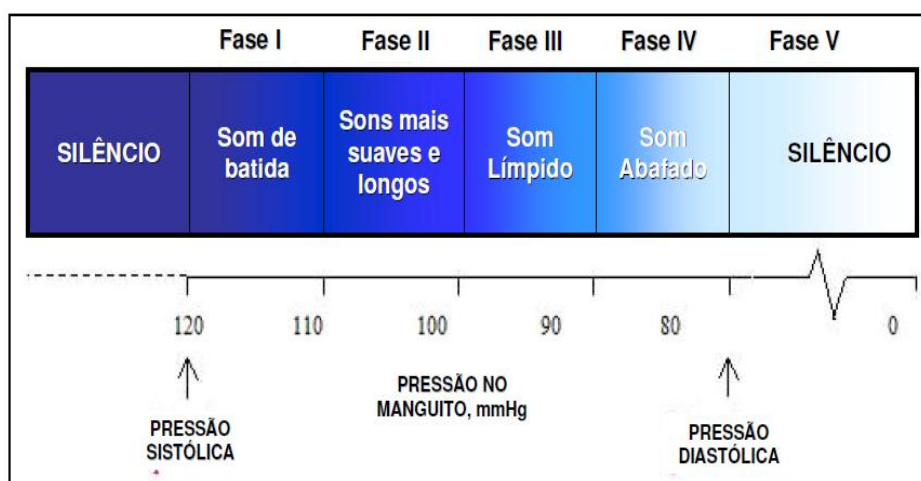 Fase I Fase II Fase III Fase IV Fase V
SILÊNCIO
Som de
batida
Sons mais
suaves e
longos
Som
Límpido
Som
Abafado
SILÊNCIO
120 110 100 90 80 0
PRESSÃO
SISTÓLICA
PRESSÃO NO
MANGUITO, mmHg
PRESSÃO
DIASTÓLICA